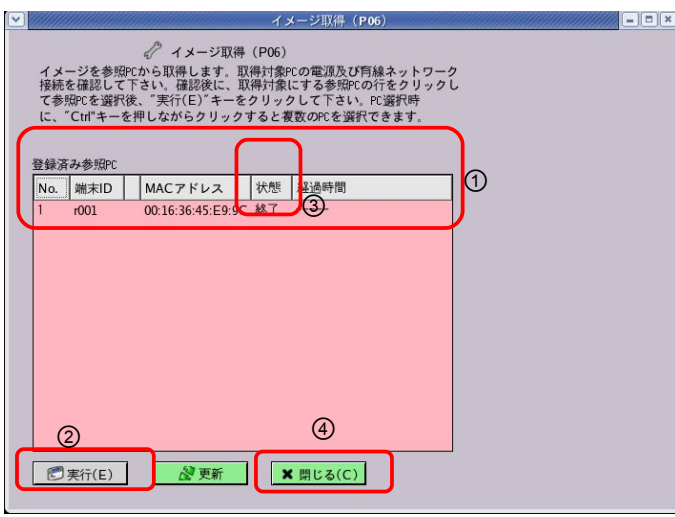 イメージ取得（P06）
イメージ取得（P06）
イメージを参照PCから取得します。取得対象PCの電源及び有線ネットワーク
接続を確認して下さい。確認後に、取得対象にする参照PCの行をクリックし
て参照PCを選択後、"実行(E)"キーをクリックして下さい。PC選択時
に、"Ctrl"キーを押しながらクリックすると複数のPCを選択できます。
①
登録済み参照PC
No. 端末ID MACアドレス 状態 経過時間
③
1 r001 00:16:36:45:E9:9C 終了
② ④
実行(E) 更新 閉じる(C)